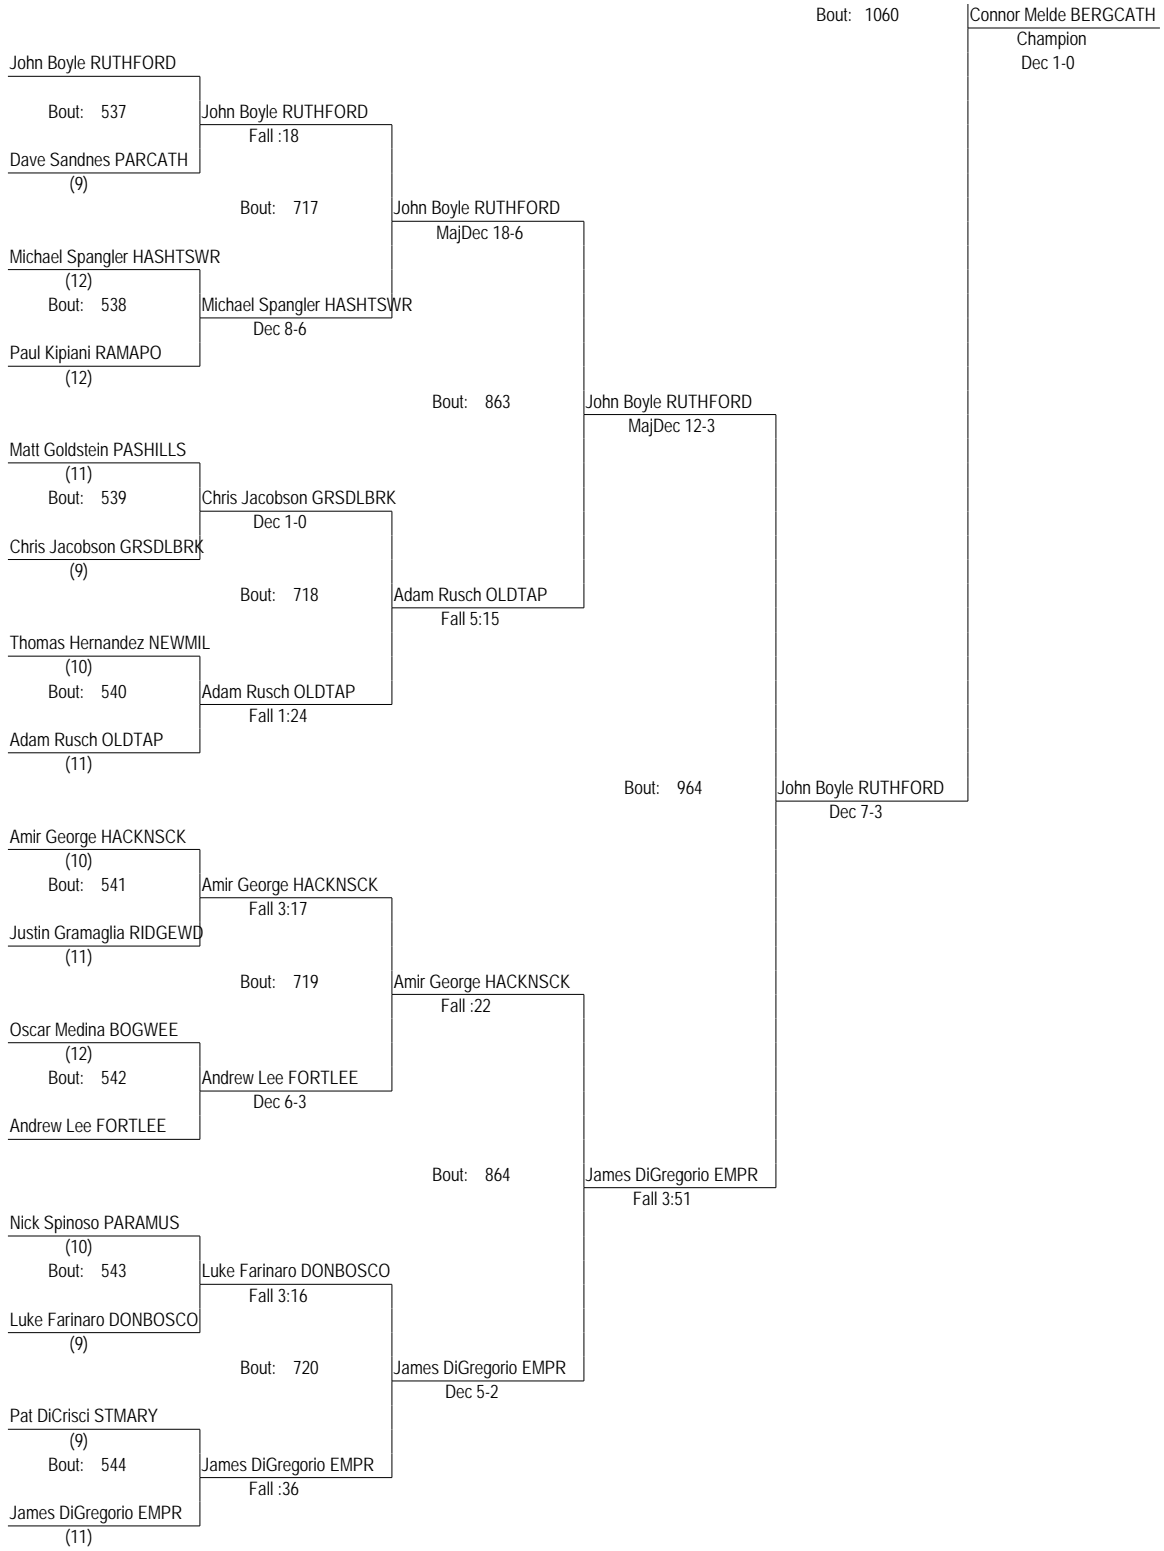 Bout: 1060
Connor Melde BERGCATH
Champion
Dec 1-0
John Boyle RUTHFORD
Bout: 537
John Boyle RUTHFORD
Fall :18
Dave Sandnes PARCATH
(9)
Bout: 717
John Boyle RUTHFORD
MajDec 18-6
Michael Spangler HASHTSWR
(12)
Bout: 538
Michael Spangler HASHTSWR
Dec 8-6
Paul Kipiani RAMAPO
(12)
Bout: 863
John Boyle RUTHFORD
MajDec 12-3
Matt Goldstein PASHILLS
(11)
Bout: 539
Chris Jacobson GRSDLBRK
Dec 1-0
Chris Jacobson GRSDLBRK
(9)
Bout: 718
Adam Rusch OLDTAP
Fall 5:15
Thomas Hernandez NEWMIL
(10)
Bout: 540
Adam Rusch OLDTAP
Fall 1:24
Adam Rusch OLDTAP
(11)
Bout: 964
John Boyle RUTHFORD
Dec 7-3
Amir George HACKNSCK
(10)
Bout: 541
Amir George HACKNSCK
Fall 3:17
Justin Gramaglia RIDGEWD
(11)
Bout: 719
Amir George HACKNSCK
Fall :22
Oscar Medina BOGWEE
(12)
Bout: 542
Andrew Lee FORTLEE
Dec 6-3
Andrew Lee FORTLEE
Bout: 864
James DiGregorio EMPR
Fall 3:51
Nick Spinoso PARAMUS
(10)
Bout: 543
Luke Farinaro DONBOSCO
Fall 3:16
Luke Farinaro DONBOSCO
(9)
Bout: 720
James DiGregorio EMPR
Dec 5-2
Pat DiCrisci STMARY
(9)
Bout: 544
James DiGregorio EMPR
Fall :36
James DiGregorio EMPR
(11)